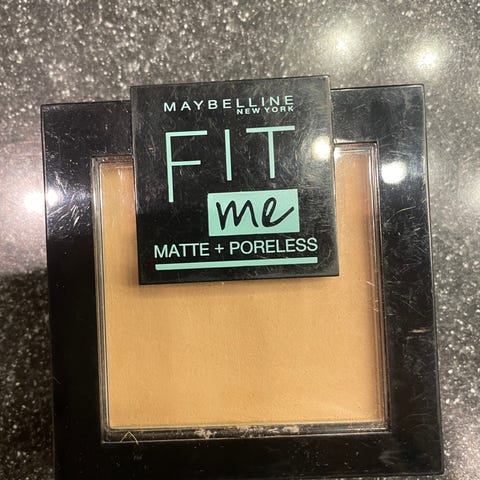 MAYBELLINE
NEW YORK
FIT
me
MATTE + PORELESS